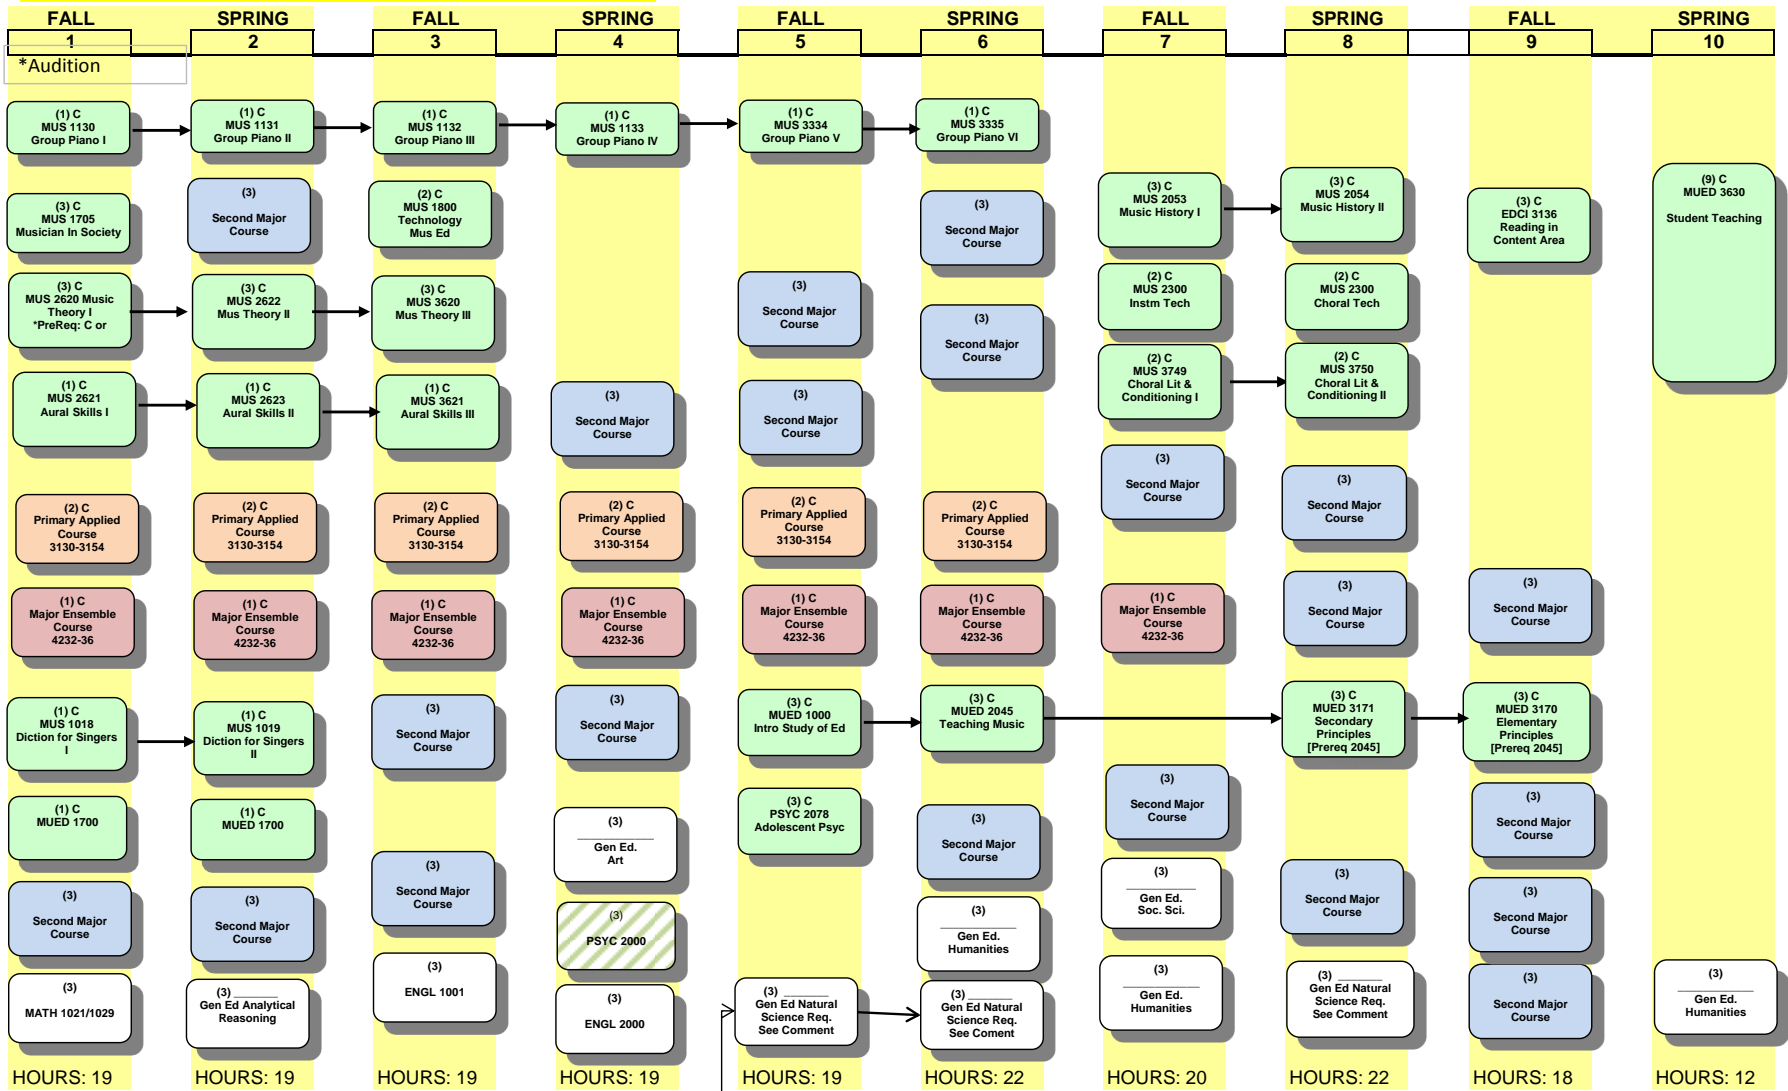 FALL
SPRING
FALL
SPRING
FALL
SPRING
FALL
SPRING
FALL
SPRING
1
2
3
4
5
6
7
8
9
10
*Audition
(1) C
MUS 1130
Group Piano I
(3) C
MUS 1705
Musician In Society
(3) C
MUS 2620 Music
Theory I
*PreReq: C or
(1) C
MUS 2621
Aural Skills I
(2) C
Primary Applied
Course
3130-3154
(1) C
Major Ensemble
Course
4232-36
(1) C
MUS 1018
Diction for Singers
I
(1) C
MUED 1700
(3)
Second Major
Course
(3)
MATH 1021/1029
HOURS: 19
(1) C
MUS 1131
Group Piano II
(3)
Second Major
Course
(3) C
MUS 2622
Mus Theory II
(1) C
MUS 2623
Aural Skills II
(2) C
Primary Applied
Course
3130-3154
(1) C
Major Ensemble
Course
4232-36
(1) C
MUS 1019
Diction for Singers
II
(1) C
MUED 1700
(3)
Second Major
Course
(3) ______
Gen Ed Analytical
Reasoning
HOURS: 19
(1) C
MUS 1132
Group Piano III
(2) C
MUS 1800
Technology
Mus Ed
(3) C
MUS 3620
Mus Theory III
(1) C
MUS 3621
Aural Skills III
(2) C
Primary Applied
Course
3130-3154
(1) C
Major Ensemble
Course
4232-36
(3)
Second Major
Course
(3)
Second Major
Course
(3)
ENGL 1001
HOURS: 19
(1) C
MUS 1133
Group Piano IV
(3)
Second Major
Course
(2) C
Primary Applied
Course
3130-3154
(1) C
Major Ensemble
Course
4232-36
(3)
Second Major
Course
(3)
___________
Gen Ed.
Art
(3)
PSYC 2000
(3)
ENGL 2000
HOURS: 19
(1) C
MUS 3334
Group Piano V
(3)
Second Major
Course
(3)
Second Major
Course
(2) C
Primary Applied
Course
3130-3154
(1) C
Major Ensemble
Course
4232-36
(3) C
MUED 1000
Intro Study of Ed
(3) C
PSYC 2078
Adolescent Psyc
(3) ______
Gen Ed Natural
Science Req.
See Comment
HOURS: 19
(1) C
MUS 3335
Group Piano VI
(3)
Second Major
Course
(3)
Second Major
Course
(2) C
Primary Applied
Course
3130-3154
(1) C
Major Ensemble
Course
4232-36
(3) C
MUED 2045
Teaching Music
(3)
Second Major
Course
(3)
___________
Gen Ed.
Humanities
(3) ______
Gen Ed Natural
Science Req.
See Coment
HOURS: 22
(3) C
MUS 2053
Music History I
(2) C
MUS 2300
Instm Tech
(2) C
MUS 3749
Choral Lit &
Conditioning I
(3)
Second Major
Course
(1) C
Major Ensemble
Course
4232-36
(3)
Second Major
Course
(3)
__________
Gen Ed.
Soc. Sci.
(3)
__________
Gen Ed.
Humanities
HOURS: 20
(3) C
MUS 2054
Music History II
(2) C
MUS 2300
Choral Tech
(2) C
MUS 3750
Choral Lit &
Conditioning II
(3)
Second Major
Course
(3)
Second Major
Course
(3) C
MUED 3171
Secondary
Principles
[Prereq 2045]
(3)
Second Major
Course
(3) ______
Gen Ed Natural
Science Req.
See Comment
HOURS: 22
(3) C
EDCI 3136
Reading in
Content Area
(3)
Second Major
Course
(3) C
MUED 3170
Elementary
Principles
[Prereq 2045]
(3)
Second Major
Course
(3)
Second Major
Course
(3)
Second Major
Course
HOURS: 18
(9) C
MUED 3630
Student Teaching
(3)
___________
Gen Ed.
Humanities
HOURS: 12